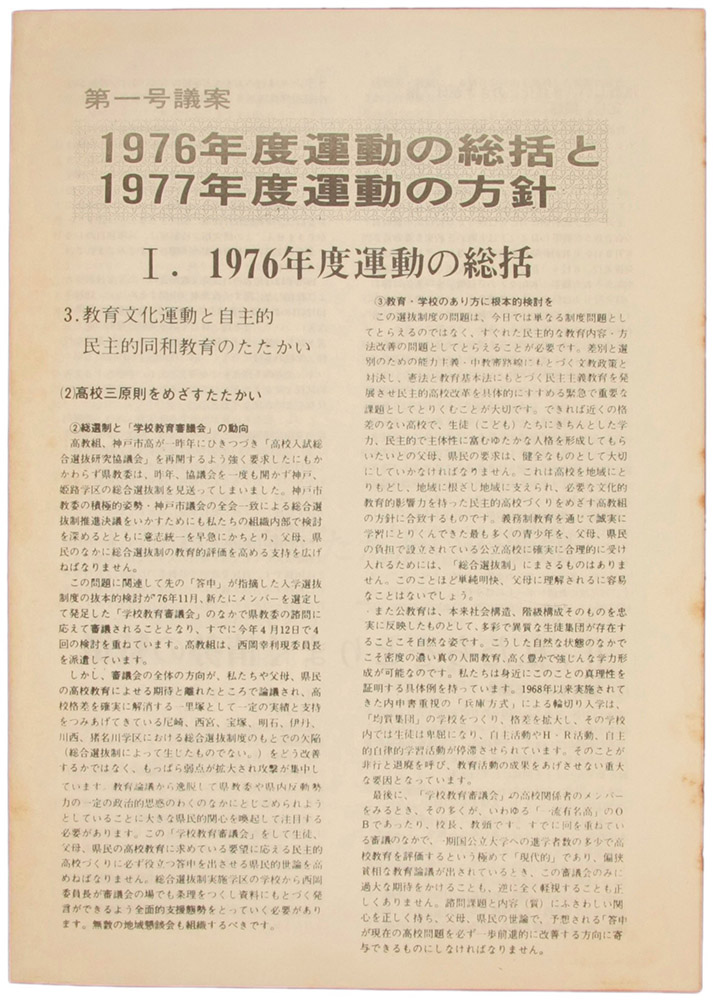 第一号議案
1976年度運動の総括と
1977年度運動の方針
Ⅰ. 1976年度運動の総括
3.教育文化運動と自主的
民主的同和教育のたたかい
(2)高校三原則をめざすたたかい
②総選制と「学校教育審議会」の動向
高教組、神戸市高が一昨年にひきつづき「高校入試総
合選抜研究協議会」を再開するよう強く要求したにもか
かわらず県教委は、昨年、協議会を一度も開かず神戸、
姫路学区の総合選抜制を見送ってしまいました。神戸市
教委の積極的姿勢・神戸市議会の全会一致による総合選
抜制推進決議をいかすためにも私たちの組織内部で検討
を深めるとともに意志統一を早急にかちとり、父母、県
民のなかに総合選抜制の教育的評価を高める支持を広げ
ねばなりません。
この問題に関連して先の「答申」が指摘した入学選抜
制度の抜本的検討が'76年11月、新たにメンバーを選定し
て発足した「学校教育審議会」のなかで県教委の諮問に
応えて審議されることとなり、すでに今年4月12日で4
回の検討を重ねています。高教組は、西岡幸利現委員長
を派遣しています。
しかし、審議会の全体の方向が、私たちや父母、県民
の高校教育によせる期待と離れたところで論議され、高
校格差を確実に解消する一里塚として一定の実績と支持
をつみあげてきている尼崎、西宮、宝塚、明石、伊丹、
川西、猪名川学区における総合選抜制度のもとでの欠陥
(総合選抜制によって生じたものでない。)をどう改善
するかではなく、もっぱら弱点が拡大され攻撃が集中し
ています。教育論議から逸脱して県教委や県内反動勢
力の一定の政治的思惑のわくのなかにとじこめられよう
としていることに大きな県民的関心を喚起して注目する
必要があります。この「学校教育審議会」をして生徒、
父母、県民の高校教育に求めている要望に応える民主的
高校づくりに必ず役立つ答申を出させる県民的世論を高
めねばなりません。総合選抜制実施学区の学校から西岡
委員長が審議会の場でも条理をつくし資料にもとづく発
言ができるよう全面的支援態勢をとっていく必要があり
ます。無数の地域懇談会も組織するべきです。
③教育・学校のあり方に根本的検討を
この選抜制度の問題は、今日では単なる制度問題とし
てとらえるのではなく、すぐれた民主的な教育内容・方
法改善の問題としてとらえることが必要です。差別と選
別のための能力主義・中教審路線にもとづく文教政策と
対決し、憲法と教育基本法にもとづく民主主義教育を発
展させ民主的高校改革を具体的にすすめる緊急で重要な
課題としてとりくむことが大切です。できれば近くの格
差のない高校で、生徒(こども)たちにきちんとした学
力、民主的で主体性に富むゆたかな人格を形成してもら
いたいとの父母、県民の要求は、健全なものとして大切
にしていかなければなりません。これは高校を地域にと
りもどし、地域に根ざし地域に支えられ、必要な文化的
教育的影響力を持った民主的高校づくりをめざす高教組
の方針に合致するものです。義務制教育を通じて誠実に
学習にとりくんできた最も多くの青少年を、父母、県民
の負担で設立されている公立高校に確実に合理的に受け
入れるためには、「総合選抜制」にまさるものはありま
せん。このことほど単純明快、父母に理解されるに容易
なことはないでしょう。
また公教育は、本来社会構造、階級構成そのものを忠
実に反映したものとして、多彩で異質な生徒集団が存在す
ることこそ自然な姿です。こうした自然な状態のなかで
こそ密度の濃い真の人間教育、高く豊かで強じんな学力形
成が可能なのです。私たちは身近にこのことの真理性を
証明する具体例を持っています。1968年以来実施されて
きた内申書重視の「兵庫方式」による輪切り入学は、
「均質集団」の学校をつくり、格差を拡大し、その学校
内では生徒は卑屈になり、自主活動やH・R活動、自主
的自律的学習活動が停滞させられています。そのことが
非行と退廃を呼び、教育活動の成果をあげさせない重大
な要因となっています。
最後に、「学校教育審議会」の高校関係者のメンバー
をみるとき、その多くが、いわゆる「一流有名高」のO
Bであったり、校長、教頭です。すでに回を重ねてい
る審議のなかで、一期国公立大学への進学者数の多少で高
校教育を評価するという極めて「現代的」であり、偏狭
貧相な教育論議が出されているとき、この審議会のみに
過大な期待をかけることも、逆に全く軽視することも正
しくありません。諮問課題と内容(質)にふさわしい関
心を正しく持ち、父母、県民の世論で、予想される「答申
が現在の高校問題を必ず一歩前進的に改善する方向に寄
与できるものにしなければなりません。